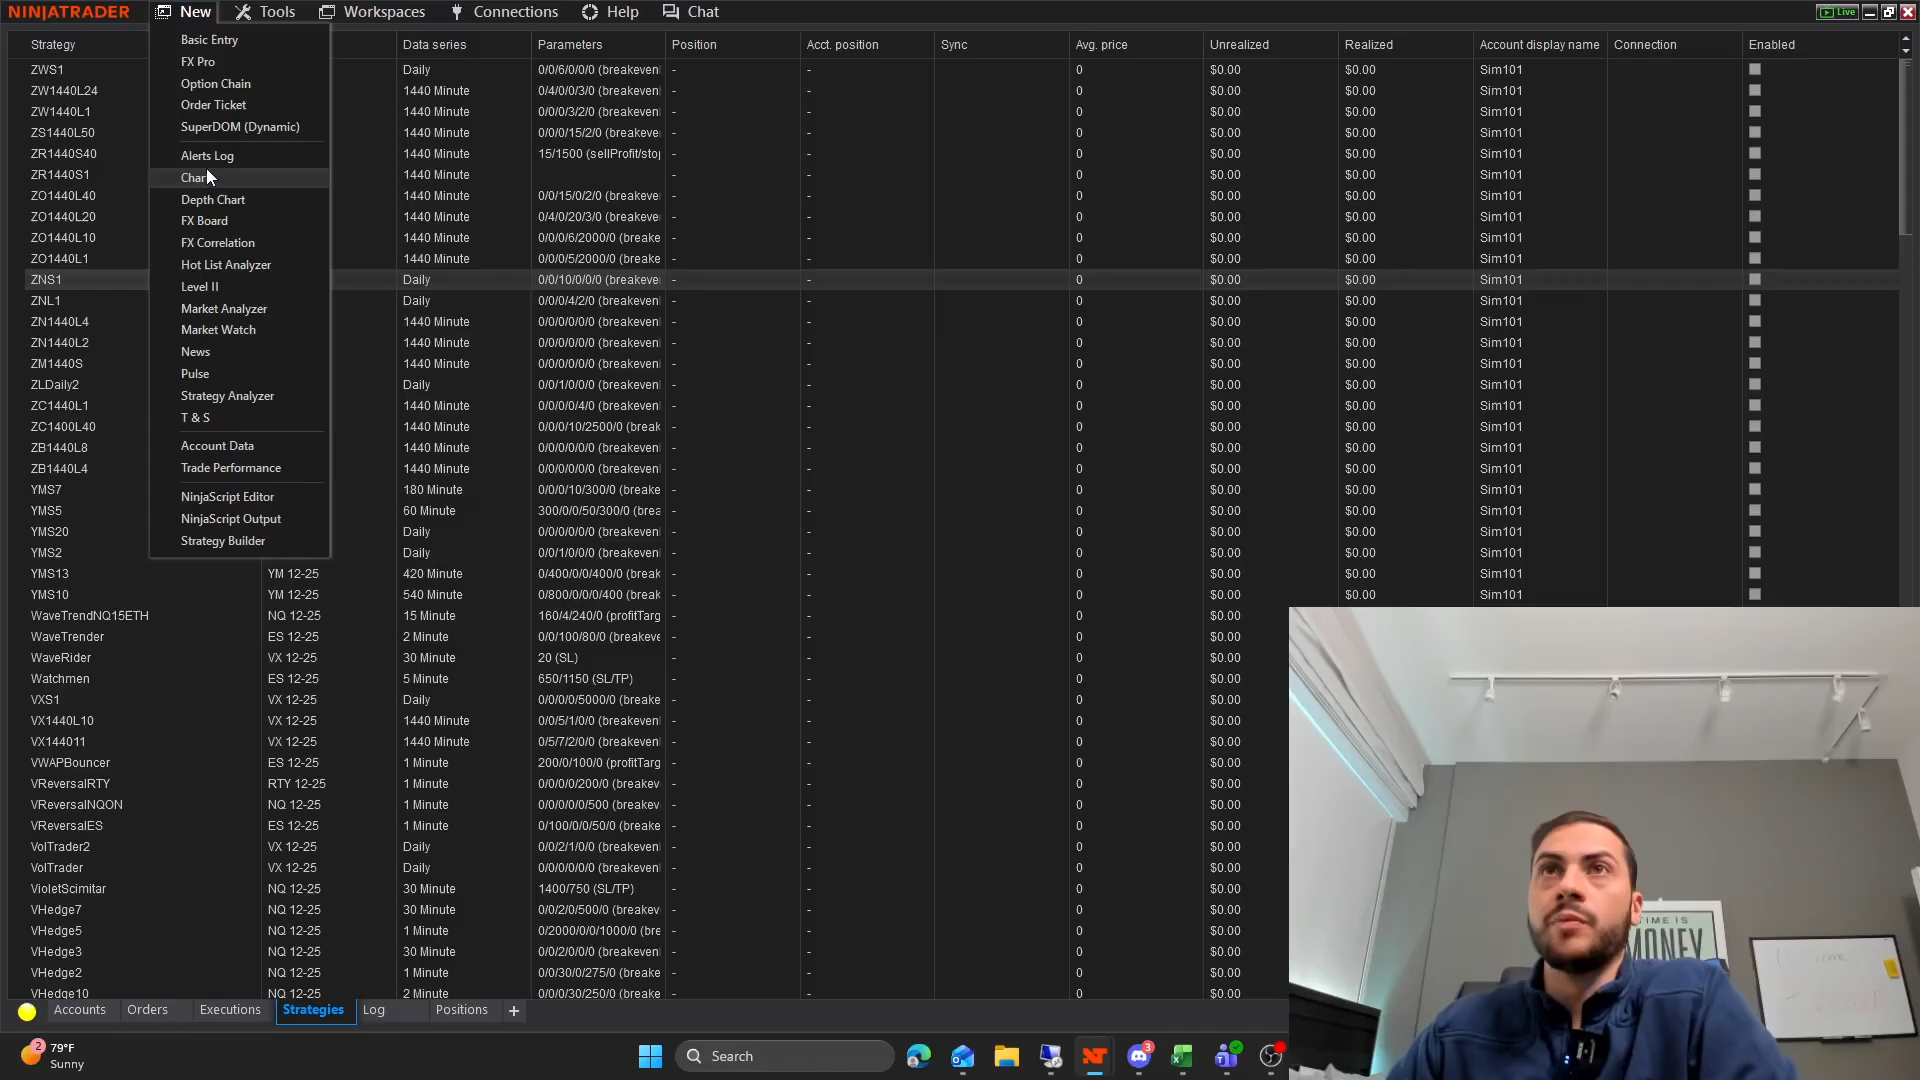 NINJATRADER New Tools Workspaces Connections Help Chat Live
Strategy Data series Parameters Position Acct. position Sync Avg. price Unrealized Realized Account display name Connection Enabled
Basic Entry
FX Pro
Option Chain
Order Ticket
SuperDOM (Dynamic)
Alerts Log
Chart
Depth Chart
FX Board
FX Correlation
Hot List Analyzer
Level II
Market Analyzer
Market Watch
News
Pulse
Strategy Analyzer
T & S
Account Data
Trade Performance
NinjaScript Editor
NinjaScript Output
Strategy Builder
ZWS1 Daily 0/0/6/0/0/0 (breakeven - - 0 $0.00 $0.00 Sim101
ZW1440L24 1440 Minute 0/4/0/0/3/0 (breakeven - - 0 $0.00 $0.00 Sim101
ZW1440L1 1440 Minute 0/0/0/3/2/0 (breakeve - - 0 $0.00 $0.00 Sim101
ZS1440L50 1440 Minute 0/0/0/15/2/0 (breakeve - - 0 $0.00 $0.00 Sim101
ZR1440S40 1440 Minute 15/1500 (sellProfit/stop - - 0 $0.00 $0.00 Sim101
ZR1440S1 1440 Minute - - 0 $0.00 $0.00 Sim101
ZO1440L40 1440 Minute 0/0/15/0/2/0 (breakeve - - 0 $0.00 $0.00 Sim101
ZO1440L20 1440 Minute 0/4/0/20/3/0 (breakeve - - 0 $0.00 $0.00 Sim101
ZO1440L10 1440 Minute 0/0/0/6/2000/0 (breake - - 0 $0.00 $0.00 Sim101
ZO1440L1 1440 Minute 0/0/0/5/2000/0 (breake - - 0 $0.00 $0.00 Sim101
ZNS1 Daily 0/0/10/0/0/0 (breakeve - - 0 $0.00 $0.00 Sim101
ZNL1 Daily 0/0/0/4/2/0 (breakeven - - 0 $0.00 $0.00 Sim101
ZN1440L4 1440 Minute 0/0/0/0/0/0 (breakeven - - 0 $0.00 $0.00 Sim101
ZN1440L2 1440 Minute 0/0/0/0/0/0 (breakeven - - 0 $0.00 $0.00 Sim101
ZM1440S 1440 Minute 0/0/0/0/0/0 (breakeven - - 0 $0.00 $0.00 Sim101
ZLDaily2 Daily 0/0/1/0/0/0 (breakeven - - 0 $0.00 $0.00 Sim101
ZC1440L1 1440 Minute 0/0/0/0/4/0 (breakeven - - 0 $0.00 $0.00 Sim101
ZC1400L40 1440 Minute 0/0/0/10/2500/0 (break - - 0 $0.00 $0.00 Sim101
ZB1440L8 1440 Minute 0/0/0/0/0/0 (breakeven - - 0 $0.00 $0.00 Sim101
ZB1440L4 1440 Minute 0/0/0/0/0/0 (breakeven - - 0 $0.00 $0.00 Sim101
YMS7 180 Minute 0/0/0/10/300/0 (breake - - 0 $0.00 $0.00 Sim101
YMS5 60 Minute 300/0/0/50/300/0 (brea - - 0 $0.00 $0.00 Sim101
YMS20 Daily 0/0/0/0/0/0 (breakeven - - 0 $0.00 $0.00 Sim101
YMS2 Daily 0/0/1/0/0/0 (breakeven - - 0 $0.00 $0.00 Sim101
YMS13 YM 12-25 420 Minute 0/400/0/0/400/0 (break - - 0 $0.00 $0.00 Sim101
YMS10 YM 12-25 540 Minute 0/800/0/0/0/400 (break - - 0 $0.00 $0.00 Sim101
WaveTrendNQ15ETH NQ 12-25 15 Minute 160/4/240/0 (profitTarg - - 0 $0.00
WaveTrender ES 12-25 2 Minute 0/0/100/80/0 (breakeve - - 0 $0.00
WaveRider VX 12-25 30 Minute 20 (SL) - - 0 $0.00
Watchmen ES 12-25 5 Minute 650/1150 (SL/TP) - - 0 $0.00
VXS1 VX 12-25 Daily 0/0/0/0/5000/0 (breake - - 0 $0.00
VX1440L10 VX 12-25 1440 Minute 0/0/5/1/0/0 (breakeven - - 0 $0.00
VX144011 VX 12-25 1440 Minute 0/5/7/2/0/0 (breakeven - - 0 $0.00
VWAPBouncer ES 12-25 1 Minute 200/0/100/0 (profitTarg - - 0 $0.00
VReversalRTY RTY 12-25 1 Minute 0/0/0/0/200/0 (breakev - - 0 $0.00
VReversalNQON NQ 12-25 1 Minute 0/0/0/0/0/500 (breakev - - 0 $0.00
VReversalES ES 12-25 1 Minute 0/100/0/0/50/0 (breake - - 0 $0.00
VolTrader2 VX 12-25 Daily 0/0/2/1/0/0 (breakeven - - 0 $0.00
VolTrader VX 12-25 Daily 0/0/0/0/0/0 (breakeven - - 0 $0.00
VioletScimitar NQ 12-25 30 Minute 1400/750 (SL/TP) - - 0 $0.00
VHedge7 NQ 12-25 30 Minute 0/0/2/0/500/0 (breakev - - 0 $0.00
VHedge5 NQ 12-25 1 Minute 0/2000/0/0/1000/0 (bre - - 0 $0.00
VHedge3 NQ 12-25 30 Minute 0/0/2/0/0/0 (breakeven - - 0 $0.00
VHedge2 NQ 12-25 1 Minute 0/0/30/0/275/0 (breake - - 0 $0.00
VHedge10 NQ 12-25 2 Minute 0/0/0/30/250/0 (breake - - 0 $0.00
Accounts Orders Executions Strategies Log Positions +
TIME IS
MONEY
2 79°F
Sunny
Search
NT
3